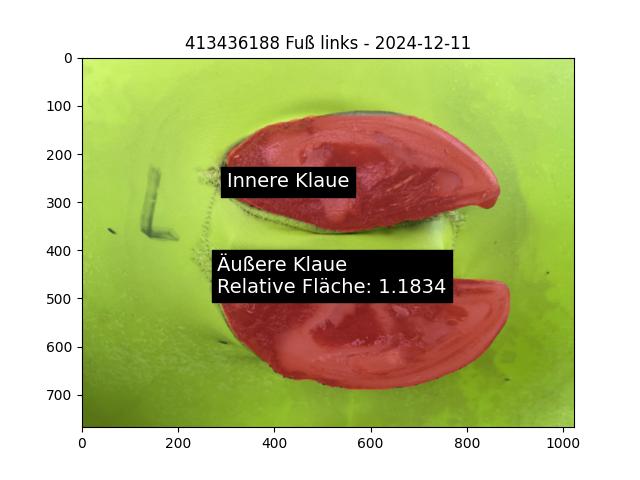 413436188 Fuß links - 2024-12-11
0
100
200
300
400
500
600
700
L
Innere Klaue
Äußere Klaue
Relative Fläche: 1.1834
0
200
400
600
800
1000